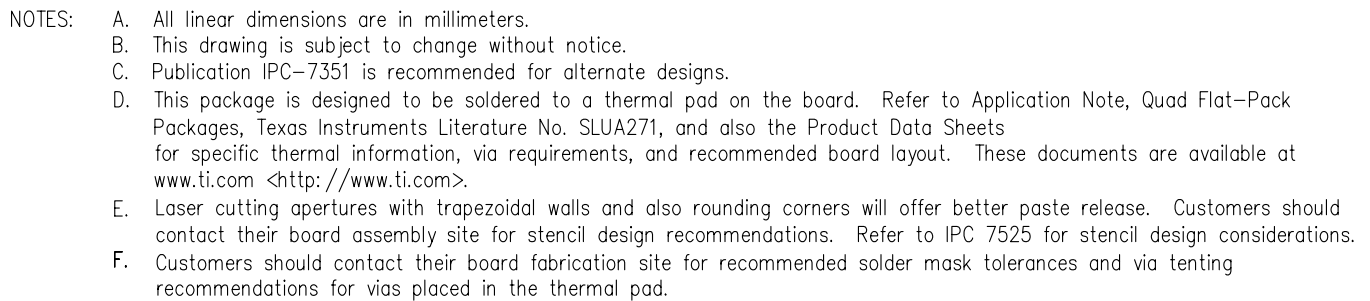 NOTES: A. All linear dimensions are in millimeters.
B. This drawing is subject to change without notice.
C. Publication IPC-7351 is recommended for alternate designs.
D. This package is designed to be soldered to a thermal pad on the board. Refer to Application Note, Quad Flat-Pack
Packages, Texas Instruments Literature No. SLUA271, and also the Product Data Sheets
for specific thermal information, via requirements, and recommended board layout. These documents are available at
www.ti.com <http://www.ti.com>.
E. Laser cutting apertures with trapezoidal walls and also rounding corners will offer better paste release. Customers should
contact their board assembly site for stencil design recommendations. Refer to IPC 7525 for stencil design considerations.
F. Customers should contact their board fabrication site for recommended solder mask tolerances and via tenting
recommendations for vias placed in the thermal pad.